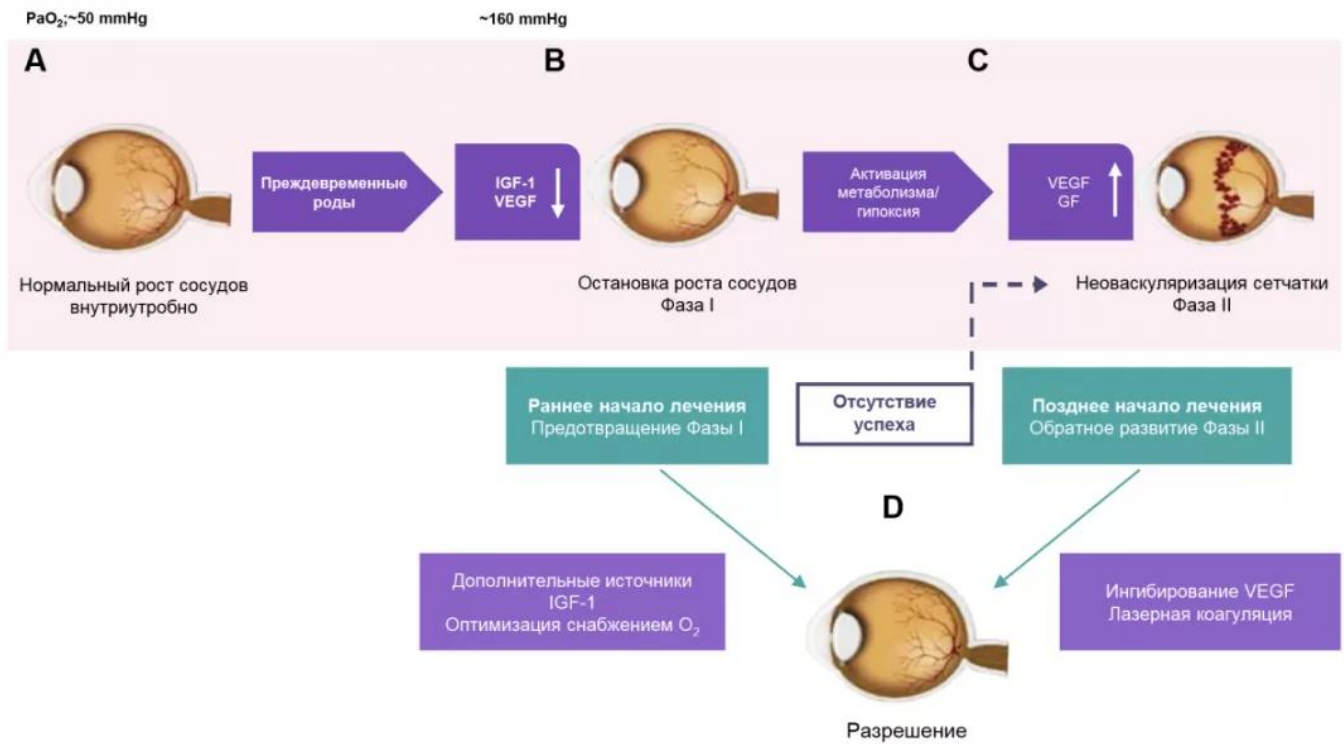 PaO2;~50 mmHg
~160 mmHg
A
B
C
Преждевременные
роды
IGF-1
VEGF
Активация
метаболизма/
гипоксия
VEGF
GF
Нормальный рост сосудов
внутриутробно
Остановка роста сосудов
Фаза I
Неоваскуляризация сетчатки
Фаза II
Раннее начало лечения
Предотвращение Фазы I
Отсутствие
успеха
Позднее начало лечения
Обратное развитие Фазы II
D
Дополнительные источники
IGF-1
Оптимизация снабжением O2
Ингибирование VEGF
Лазерная коагуляция
Разрешение